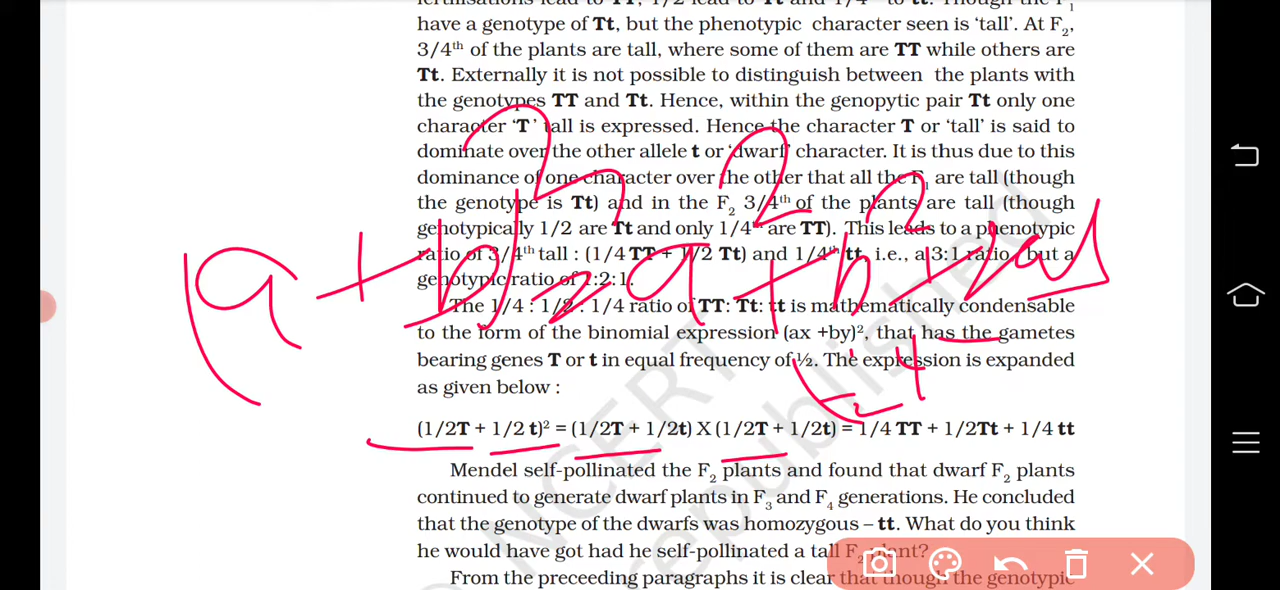 have a genotype of Tt, but the phenotypic character seen is ‘tall’. At F₂,
3/4ᵗʰ of the plants are tall, where some of them are TT while others are
Tt. Externally it is not possible to distinguish between the plants with
the genotypes TT and Tt. Hence, within the genopytic pair Tt only one
character ‘T’ tall is expressed. Hence the character T or ‘tall’ is said to
dominate over the other allele t or ‘dwarf’ character. It is thus due to this
dominance of one character over the other that all the F₁ are tall (though
the genotype is Tt) and in the F₂ 3/4ᵗʰ of the plants are tall (though
genotypically 1/2 are Tt and only 1/4ᵗʰ are TT). This leads to a phenotypic
ratio of 3/4ᵗʰ tall : (1/4 TT + 1/2 Tt) and 1/4ᵗʰ tt, i.e., a 3:1 ratio, but a
genotypic ratio of 1:2:1.
(a+b)² = a²+b²+2ab
The 1/4 : 1/2 : 1/4 ratio of TT: Tt: tt is mathematically condensable
to the form of the binomial expression (ax +by)², that has the gametes
bearing genes T or t in equal frequency of ½. The expression is expanded
as given below :
(1/2T + 1/2 t)² = (1/2T + 1/2t) X (1/2T + 1/2t) = 1/4 TT + 1/2Tt + 1/4 tt
Mendel self-pollinated the F₂ plants and found that dwarf F₂ plants
continued to generate dwarf plants in F₃ and F₄ generations. He concluded
that the genotype of the dwarfs was homozygous – tt. What do you think
he would have got had he self-pollinated a tall F₂ plant?
From the preceeding paragraphs it is clear that though the genotypic